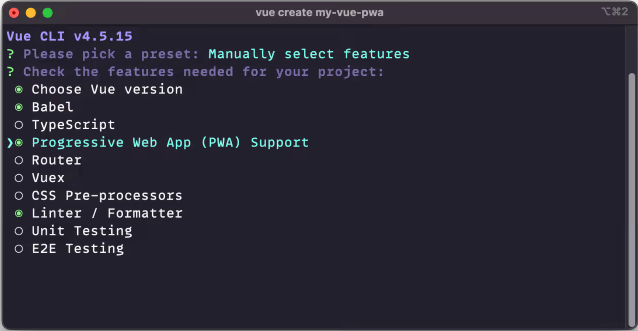 vue create my-vue-pwa
⌥⌘2
Vue CLI v4.5.15
? Please pick a preset: Manually select features
? Check the features needed for your project:
◉ Choose Vue version
◉ Babel
○ TypeScript
❯◉ Progressive Web App (PWA) Support
○ Router
○ Vuex
○ CSS Pre-processors
◉ Linter / Formatter
○ Unit Testing
○ E2E Testing